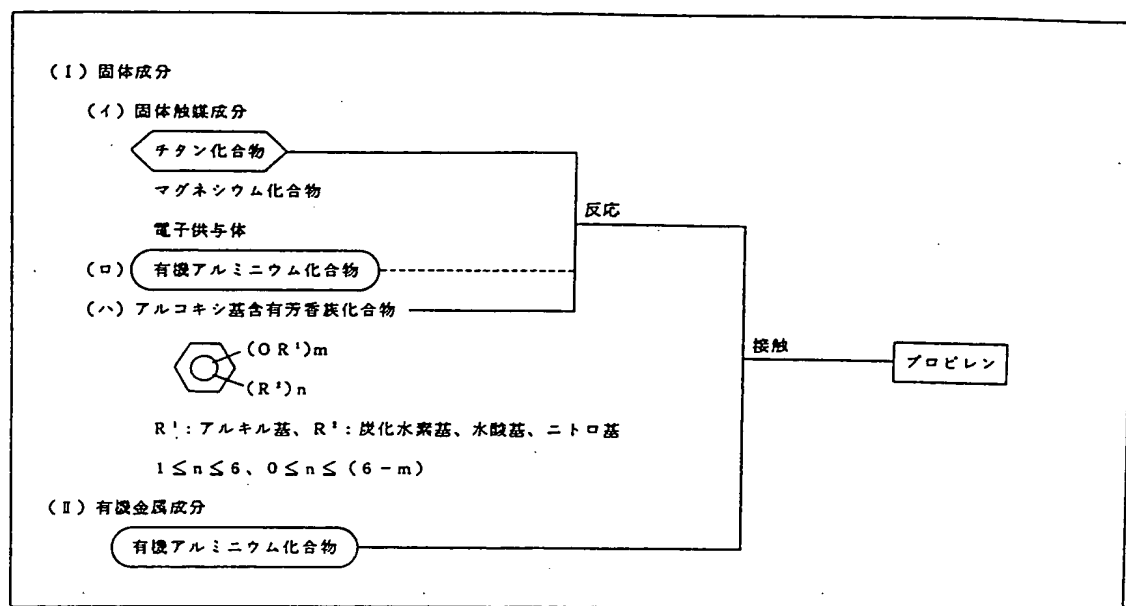 (I) 固体成分
(イ) 固体触媒成分
チタン化合物
マグネシウム化合物
反応
電子供与体
(ロ) 有機アルミニウム化合物
(ハ) アルコキシ基含有芳香族化合物
(OR¹)m
接触
プロピレン
(R²)n
R¹:アルキル基、R²:炭化水素基、水酸基、ニトロ基
1≦n≦6、0≦n≦(6-m)
(II) 有機金属成分
有機アルミニウム化合物